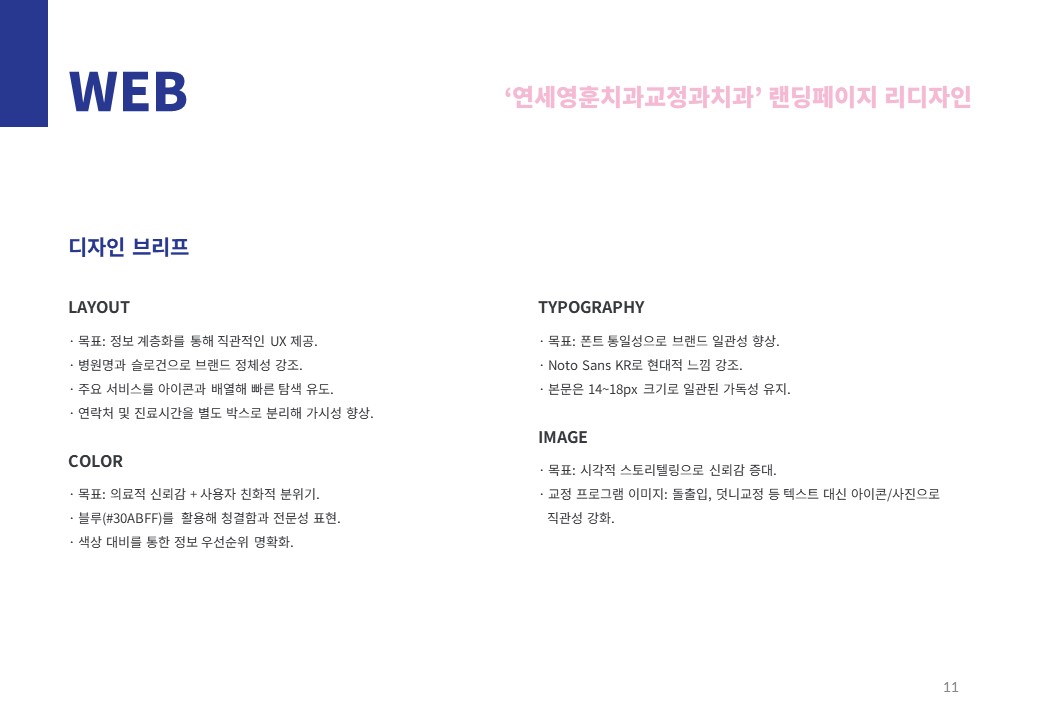 WEB
‘연세영훈치과교정과치과’ 랜딩페이지 리디자인
디자인 브리프
LAYOUT
· 목표: 정보 계층화를 통해 직관적인 UX 제공.
· 병원명과 슬로건으로 브랜드 정체성 강조.
· 주요 서비스를 아이콘과 배열해 빠른 탐색 유도.
· 연락처 및 진료시간을 별도 박스로 분리해 가시성 향상.
COLOR
· 목표: 의료적 신뢰감 + 사용자 친화적 분위기.
· 블루(#30ABFF)를 활용해 청결함과 전문성 표현.
· 색상 대비를 통한 정보 우선순위 명확화.
TYPOGRAPHY
· 목표: 폰트 통일성으로 브랜드 일관성 향상.
· Noto Sans KR로 현대적 느낌 강조.
· 본문은 14~18px 크기로 일관된 가독성 유지.
IMAGE
· 목표: 시각적 스토리텔링으로 신뢰감 증대.
· 교정 프로그램 이미지: 돌출입, 덧니교정 등 텍스트 대신 아이콘/사진으로
직관성 강화.
11